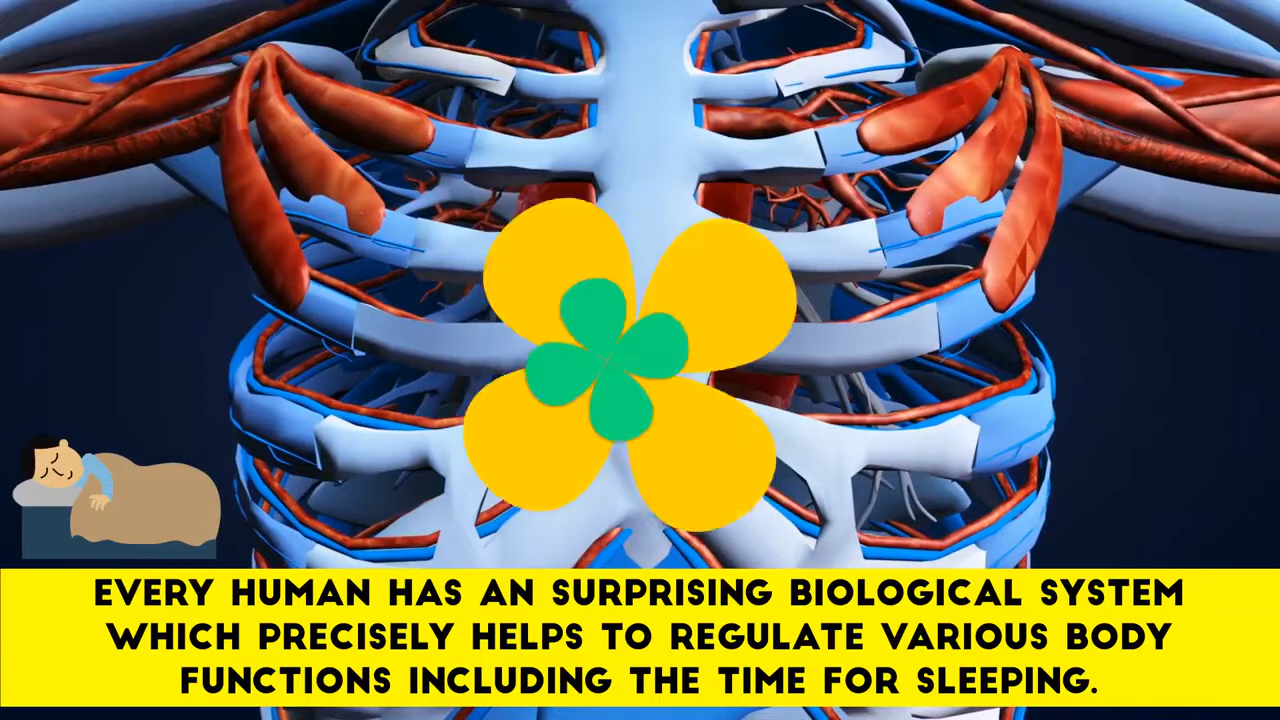 EVERY HUMAN HAS AN SURPRISING BIOLOGICAL SYSTEM
WHICH PRECISELY HELPS TO REGULATE VARIOUS BODY
FUNCTIONS INCLUDING THE TIME FOR SLEEPING.